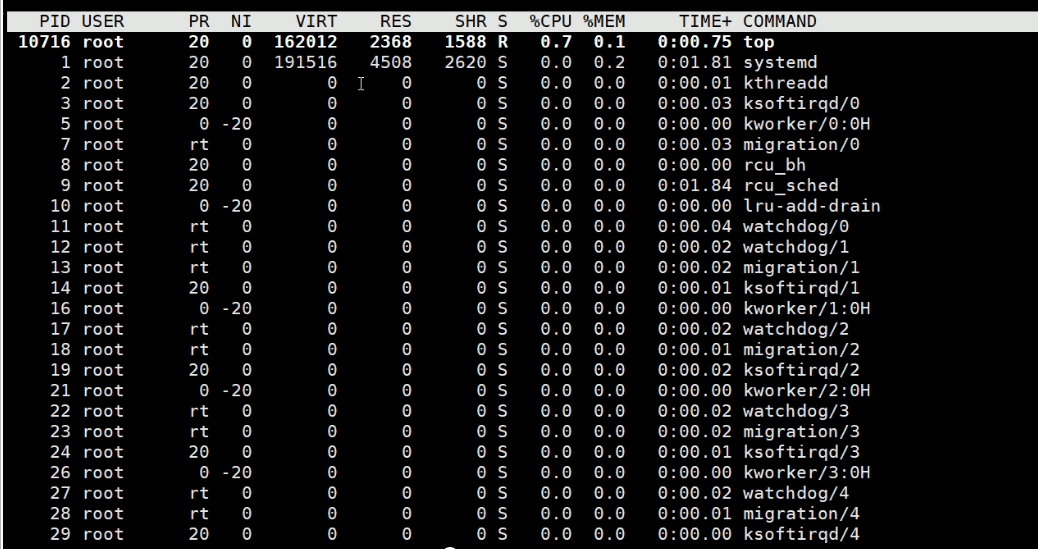 PID USER PR NI VIRT RES SHR S %CPU %MEM TIME+ COMMAND
10716 root 20 0 162012 2368 1588 R 0.7 0.1 0:00.75 top
1 root 20 0 191516 4508 2620 S 0.0 0.2 0:01.81 systemd
2 root 20 0 0 0 0 S 0.0 0.0 0:00.01 kthreadd
3 root 20 0 0 0 0 S 0.0 0.0 0:00.03 ksoftirqd/0
5 root 0 -20 0 0 0 S 0.0 0.0 0:00.00 kworker/0:0H
7 root rt 0 0 0 0 S 0.0 0.0 0:00.03 migration/0
8 root 20 0 0 0 0 S 0.0 0.0 0:00.00 rcu_bh
9 root 20 0 0 0 0 S 0.0 0.0 0:01.84 rcu_sched
10 root 0 -20 0 0 0 S 0.0 0.0 0:00.00 lru-add-drain
11 root rt 0 0 0 0 S 0.0 0.0 0:00.04 watchdog/0
12 root rt 0 0 0 0 S 0.0 0.0 0:00.02 watchdog/1
13 root rt 0 0 0 0 S 0.0 0.0 0:00.02 migration/1
14 root 20 0 0 0 0 S 0.0 0.0 0:00.01 ksoftirqd/1
16 root 0 -20 0 0 0 S 0.0 0.0 0:00.00 kworker/1:0H
17 root rt 0 0 0 0 S 0.0 0.0 0:00.02 watchdog/2
18 root rt 0 0 0 0 S 0.0 0.0 0:00.01 migration/2
19 root 20 0 0 0 0 S 0.0 0.0 0:00.02 ksoftirqd/2
21 root 0 -20 0 0 0 S 0.0 0.0 0:00.00 kworker/2:0H
22 root rt 0 0 0 0 S 0.0 0.0 0:00.02 watchdog/3
23 root rt 0 0 0 0 S 0.0 0.0 0:00.02 migration/3
24 root 20 0 0 0 0 S 0.0 0.0 0:00.01 ksoftirqd/3
26 root 0 -20 0 0 0 S 0.0 0.0 0:00.00 kworker/3:0H
27 root rt 0 0 0 0 S 0.0 0.0 0:00.02 watchdog/4
28 root rt 0 0 0 0 S 0.0 0.0 0:00.01 migration/4
29 root 20 0 0 0 0 S 0.0 0.0 0:00.00 ksoftirqd/4